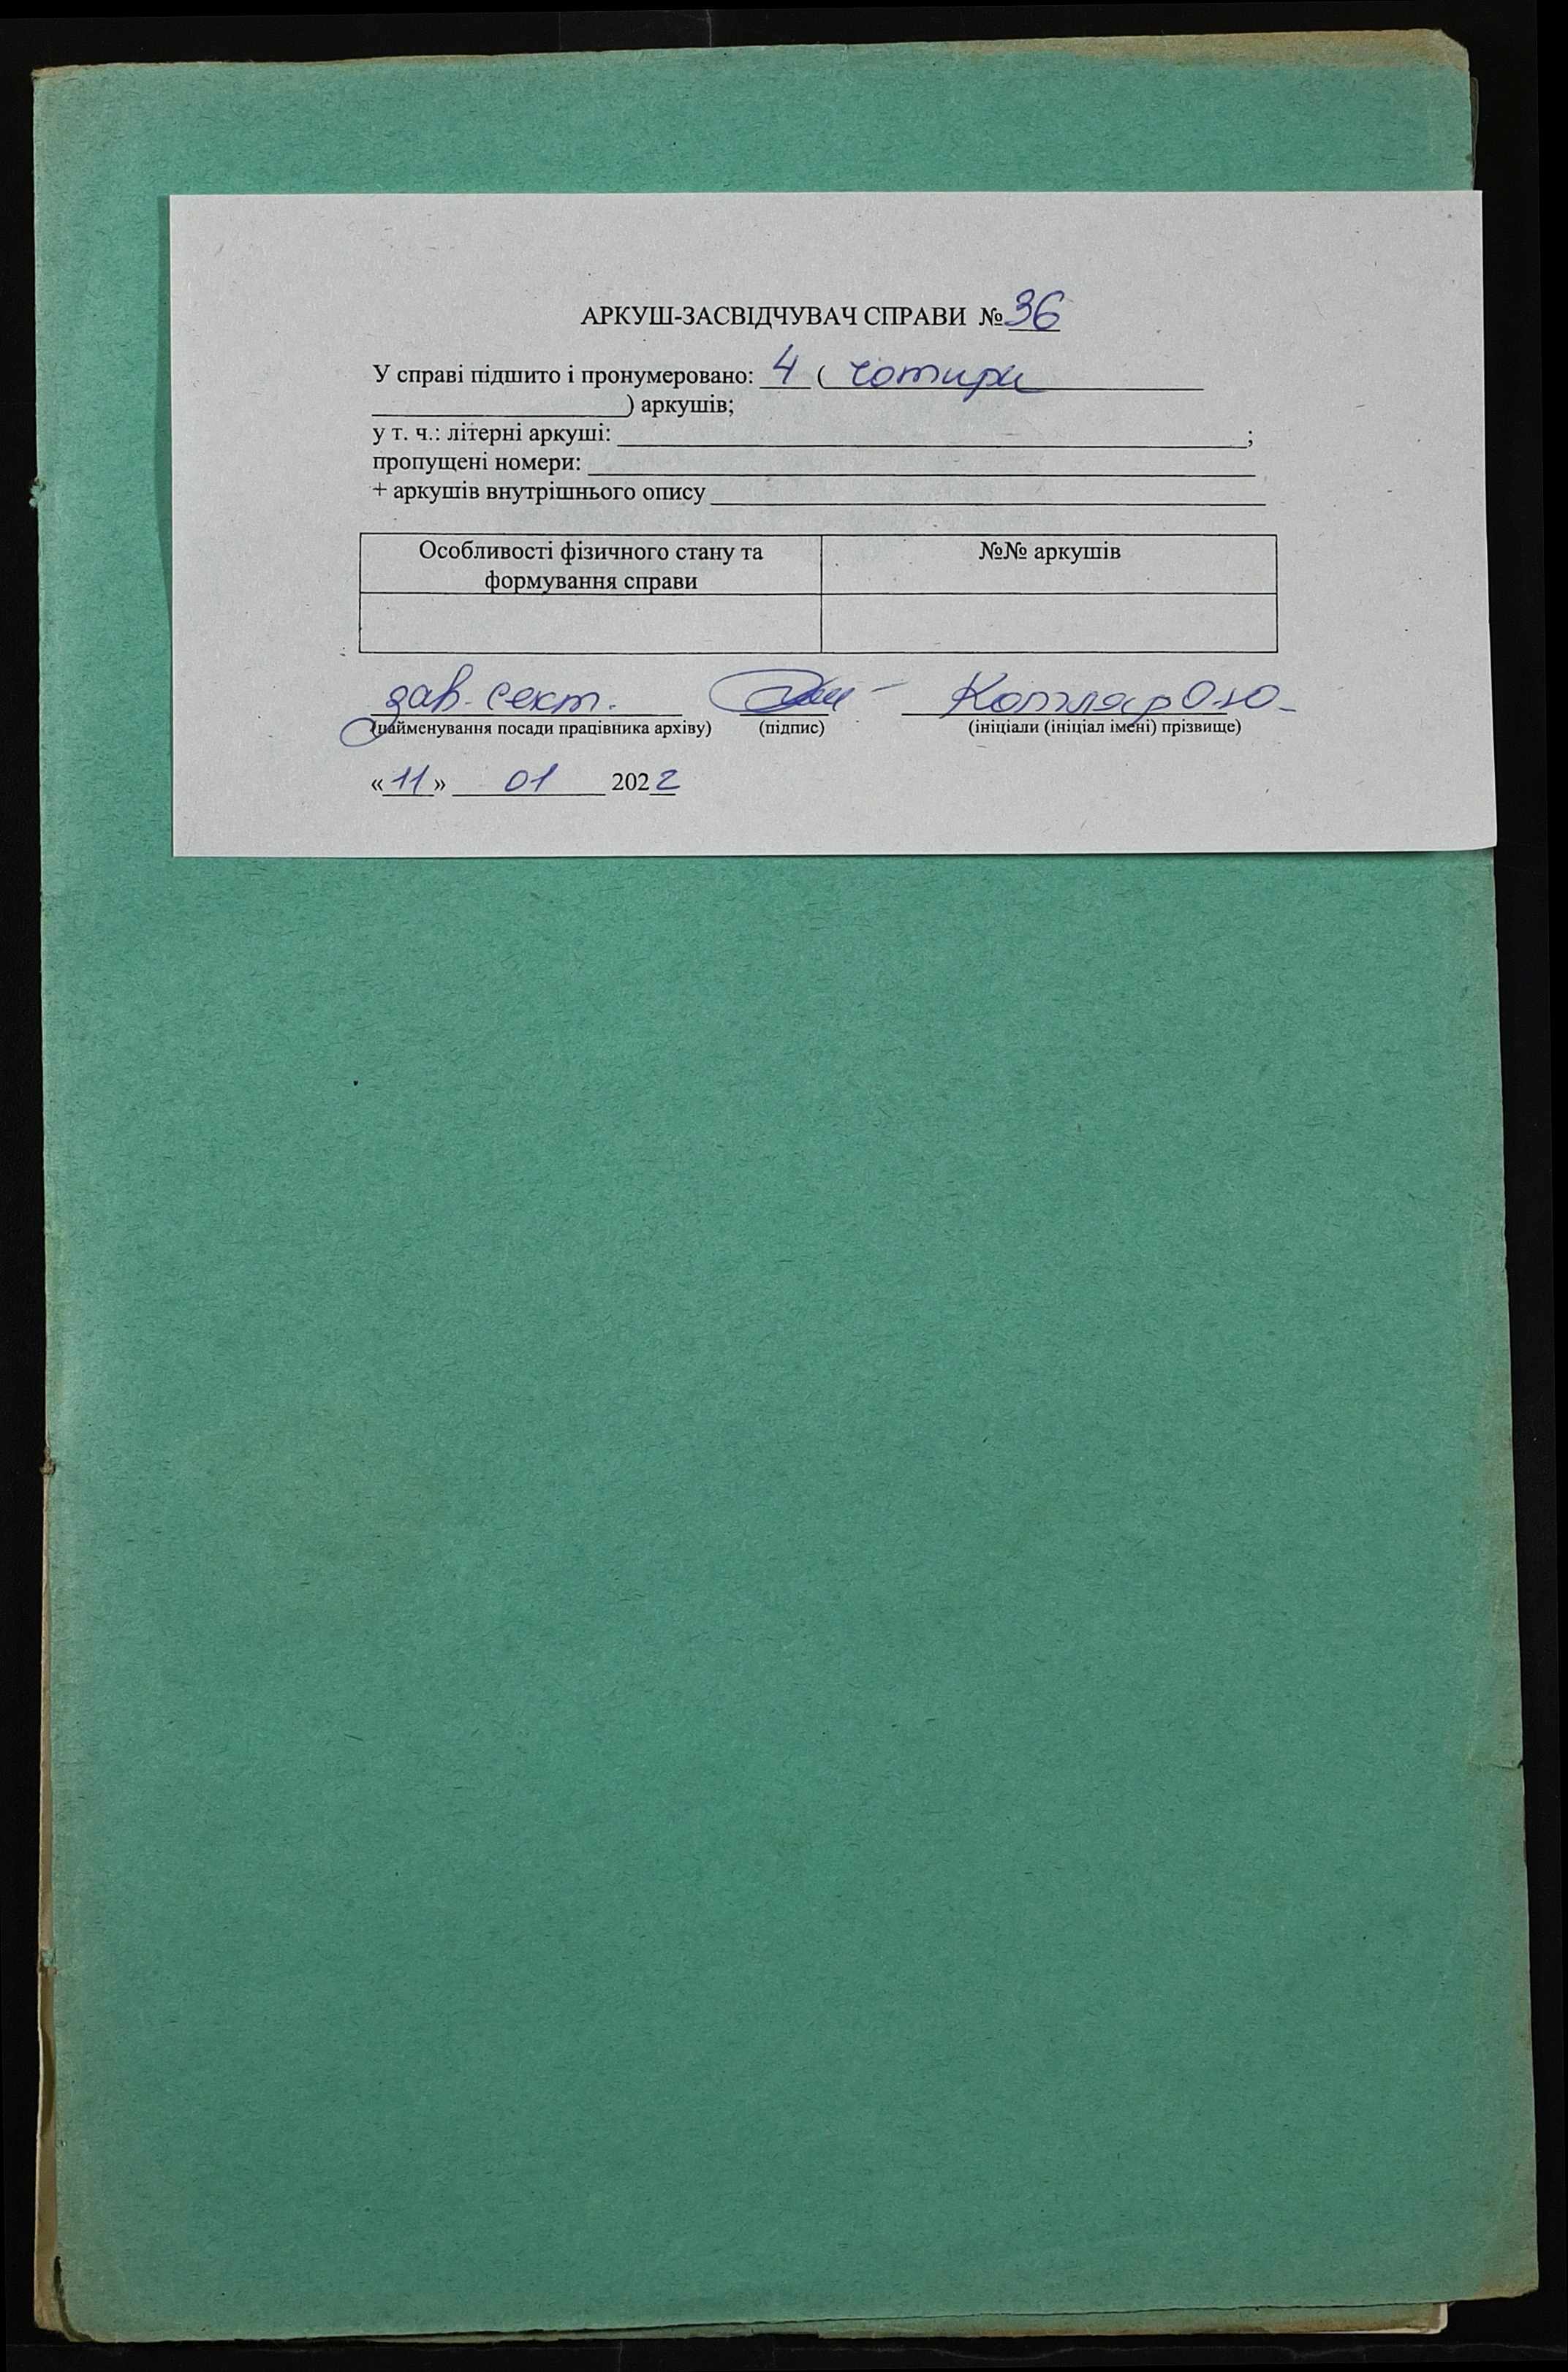 АРКУШ-ЗАСВІДЧУВАЧ СПРАВИ № 36
У справі підшито і пронумеровано: 4 ( чотири
) аркушів;
у т. ч.: літерні аркуші: ;
пропущені номери:
+ аркушів внутрішнього опису
Особливості фізичного стану та формування справи
№№ аркушів
зав. сект. Котляр О.Ю.
(найменування посади працівника архіву) (підпис) (ініціали (ініціал імені) прізвище)
«11» 01 2022